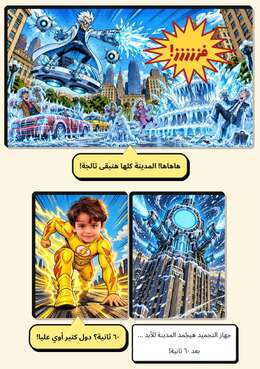 فززززز!
هاهاها! المدينة كلها هتبقى تالجة!
جهاز التجميد هيجمد المدينة للأبد ...
بعد ٦٠ ثانية!
٦٠ ثانية؟ دول كتير أوي عليا!